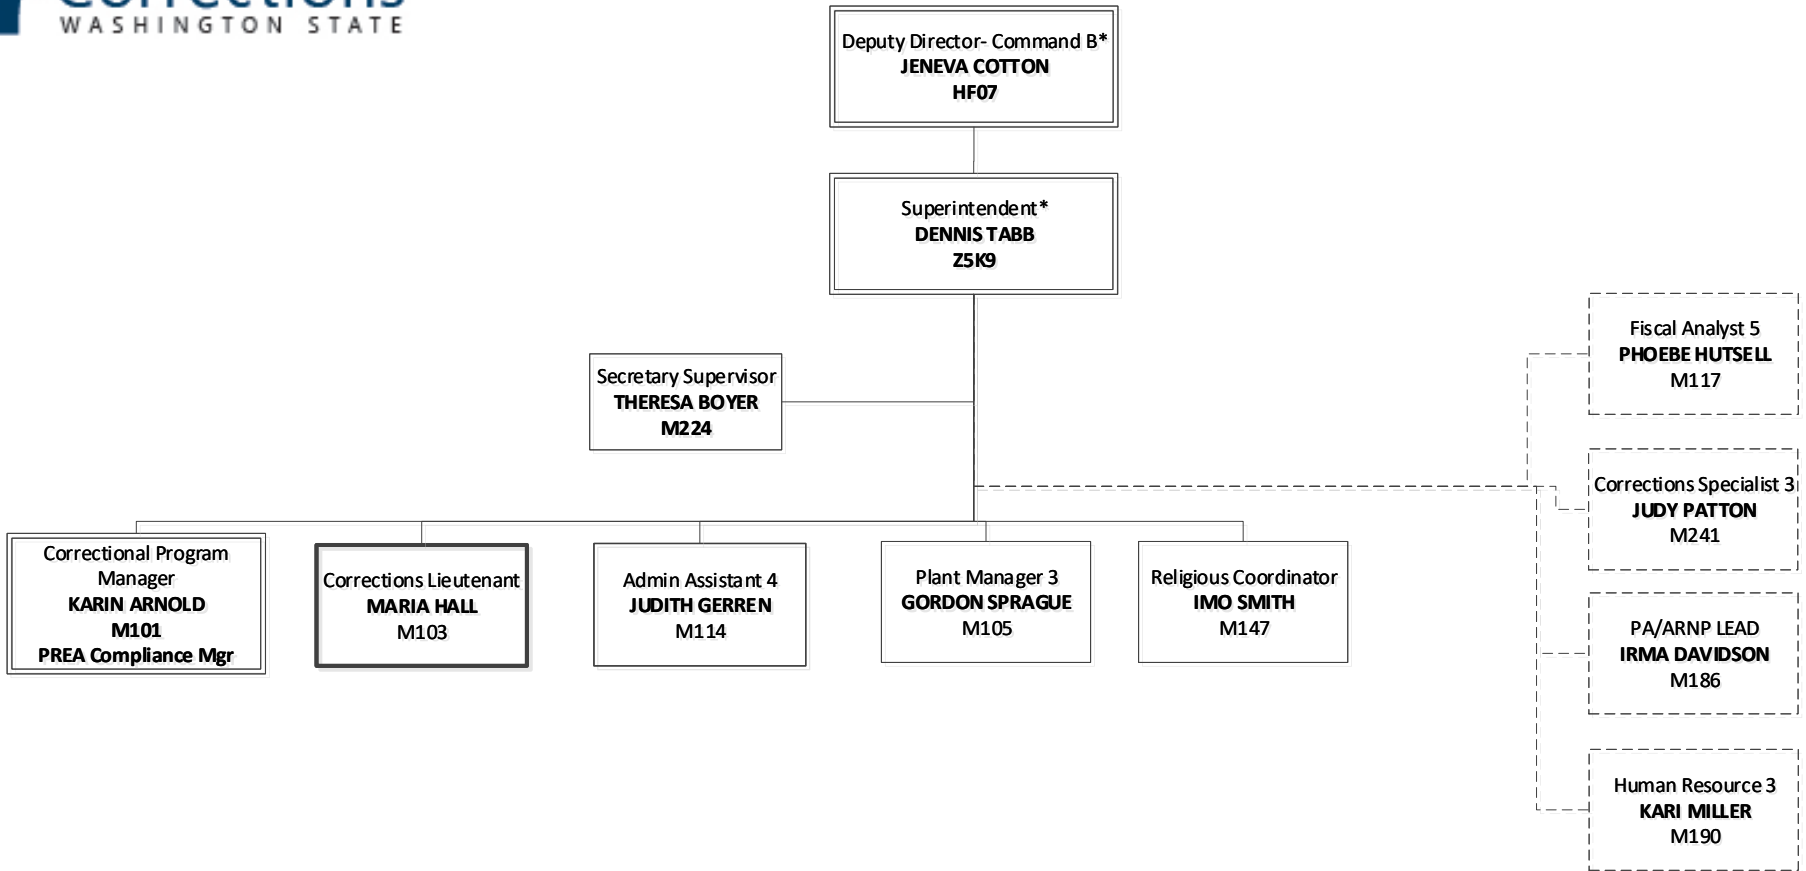 Corrections
WASHINGTON STATE
Deputy Director- Command B*
JENEVA COTTON
HF07
Superintendent*
DENNIS TABB
Z5K9
Secretary Supervisor
THERESA BOYER
M224
Fiscal Analyst 5
PHOEBE HUTSELL
M117
Corrections Specialist 3
JUDY PATTON
M241
PA/ARNP LEAD
IRMA DAVIDSON
M186
Human Resource 3
KARI MILLER
M190
Correctional Program
Manager
KARIN ARNOLD
M101
PREA Compliance Mgr
Corrections Lieutenant
MARIA HALL
M103
Admin Assistant 4
JUDITH GERREN
M114
Plant Manager 3
GORDON SPRAGUE
M105
Religious Coordinator
IMO SMITH
M147